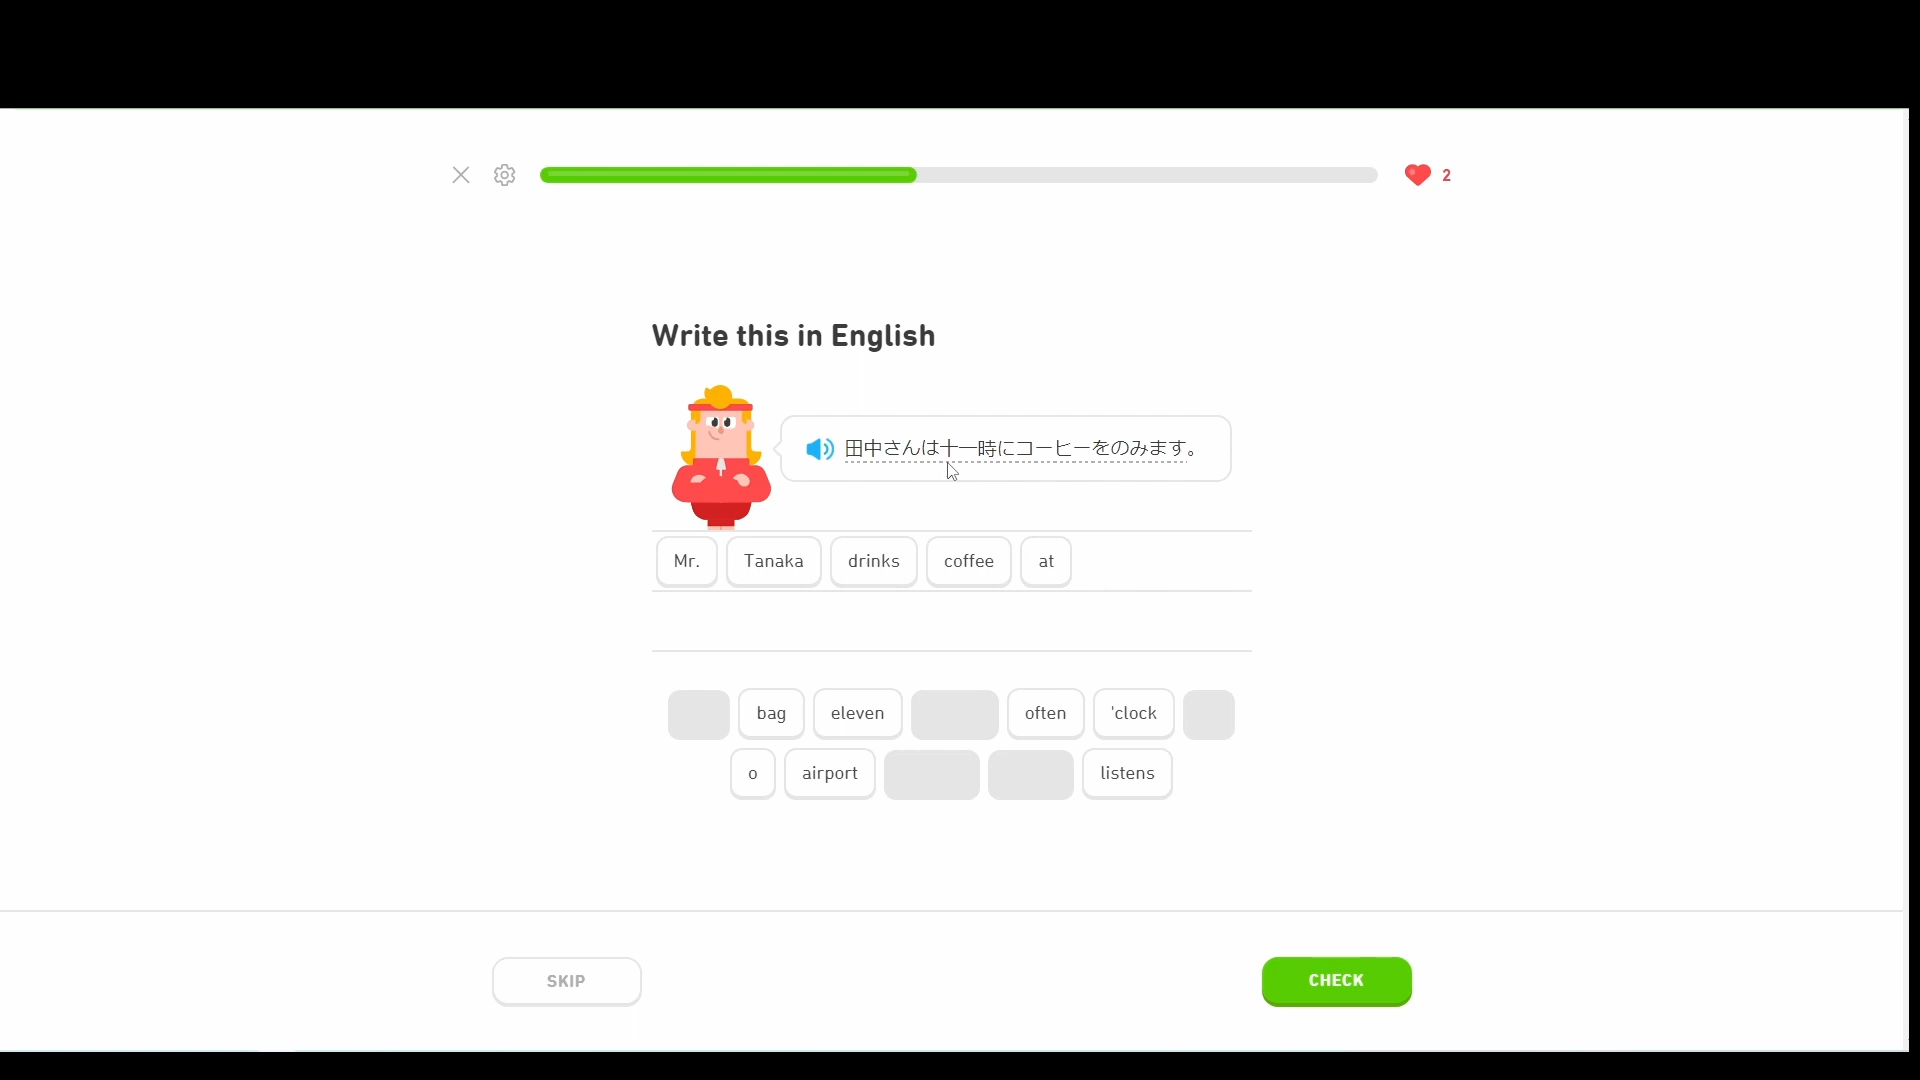 2
Write this in English
田中さんは十一時にコーヒーをのみます。
Mr. Tanaka drinks coffee at
bag eleven often 'clock
o airport listens
SKIP CHECK